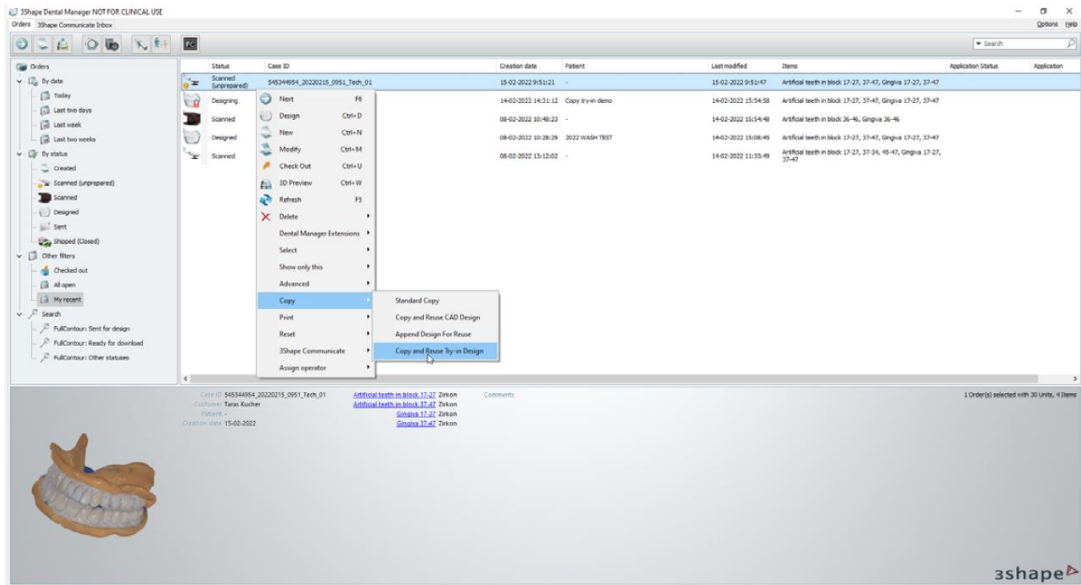 3Shape Dental Manager NOT FOR CLINICAL USE
Orders 3Shape Communicate Inbox Options Help
FC Search
Orders
By date
Today
Last two days
Last week
Last two weeks
By status
Created
Scanned (unprepared)
Scanned
Designed
Sent
Shipped (Closed)
Other filters
Checked out
All open
My recent
Search
FullContour: Sent for design
FullContour: Ready for download
FullContour: Other statuses
Status Case ID Creation date Patient Last modified Items Application Status Application
Scanned (unprepared) 545344954_20220215_0951_Tech_01 15-02-2022 9:51:21 - 15-02-2022 9:51:47 Artificial teeth in block 17-27, 37-47, Gingiva 17-27, 37-47
Designing 14-02-2022 14:31:12 Copy try-in demo 14-02-2022 15:54:58 Artificial teeth in block 17-27, 37-47, Gingiva 17-27, 37-47
Scanned 08-02-2022 10:48:23 - 14-02-2022 15:54:48 Artificial teeth in block 36-46, Gingiva 36-46
Designed 08-02-2022 10:28:29 2022 WASH TEST 14-02-2022 15:08:45 Artificial teeth in block 17-27, 37-47, Gingiva 17-27, 37-47
Scanned 08-02-2022 13:12:02 - 14-02-2022 11:33:49 Artificial teeth in block 17-27, 37-34, 45-47, Gingiva 17-27,
37-47
Next F6
Design Ctrl+D
New Ctrl+N
Modify Ctrl+M
Check Out Ctrl+U
3D Preview Ctrl+W
Refresh F5
Delete
Dental Manager Extensions
Select
Show only this
Advanced
Copy
Print
Reset
3Shape Communicate
Assign operator
Standard Copy
Copy and Reuse CAD Design
Append Design For Reuse
Copy and Reuse Try-in Design
Case ID 545344954_20220215_0951_Tech_01 Artificial teeth in block 17-27 Zirkon Comments 1 Order(s) selected with 30 Units, 4 Items
Customer Taras Kucher Artificial teeth in block 37-47 Zirkon
Patient - Gingiva 17-27 Zirkon
Creation date 15-02-2022 Gingiva 37-47 Zirkon
3shape